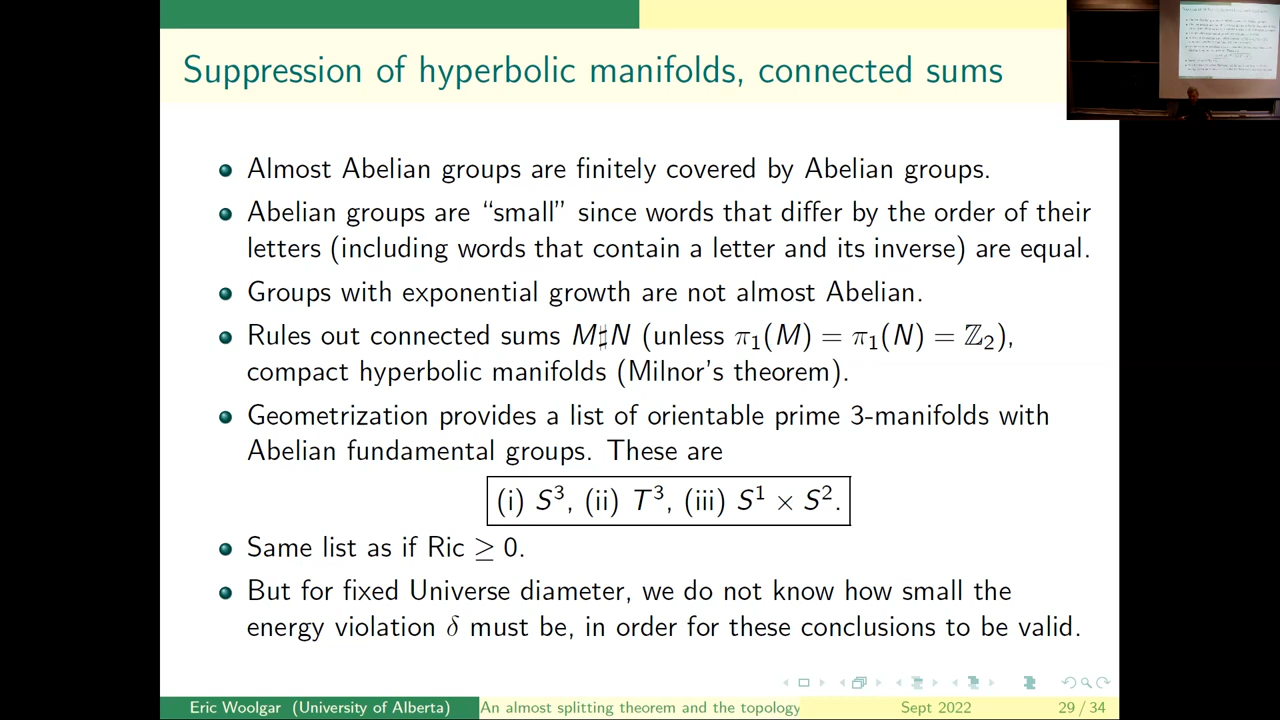 Suppression of hyperbolic manifolds, connected sums
Almost Abelian groups are finitely covered by Abelian groups.
Abelian groups are “small” since words that differ by the order of their
letters (including words that contain a letter and its inverse) are equal.
Groups with exponential growth are not almost Abelian.
Rules out connected sums M♯N (unless π₁(M) = π₁(N) = ℤ₂),
compact hyperbolic manifolds (Milnor's theorem).
Geometrization provides a list of orientable prime 3-manifolds with
Abelian fundamental groups. These are
(i) S³, (ii) T³, (iii) S¹ × S².
Same list as if Ric ≥ 0.
But for fixed Universe diameter, we do not know how small the
energy violation δ must be, in order for these conclusions to be valid.
Eric Woolgar (University of Alberta) An almost splitting theorem and the topology Sept 2022 29 / 34